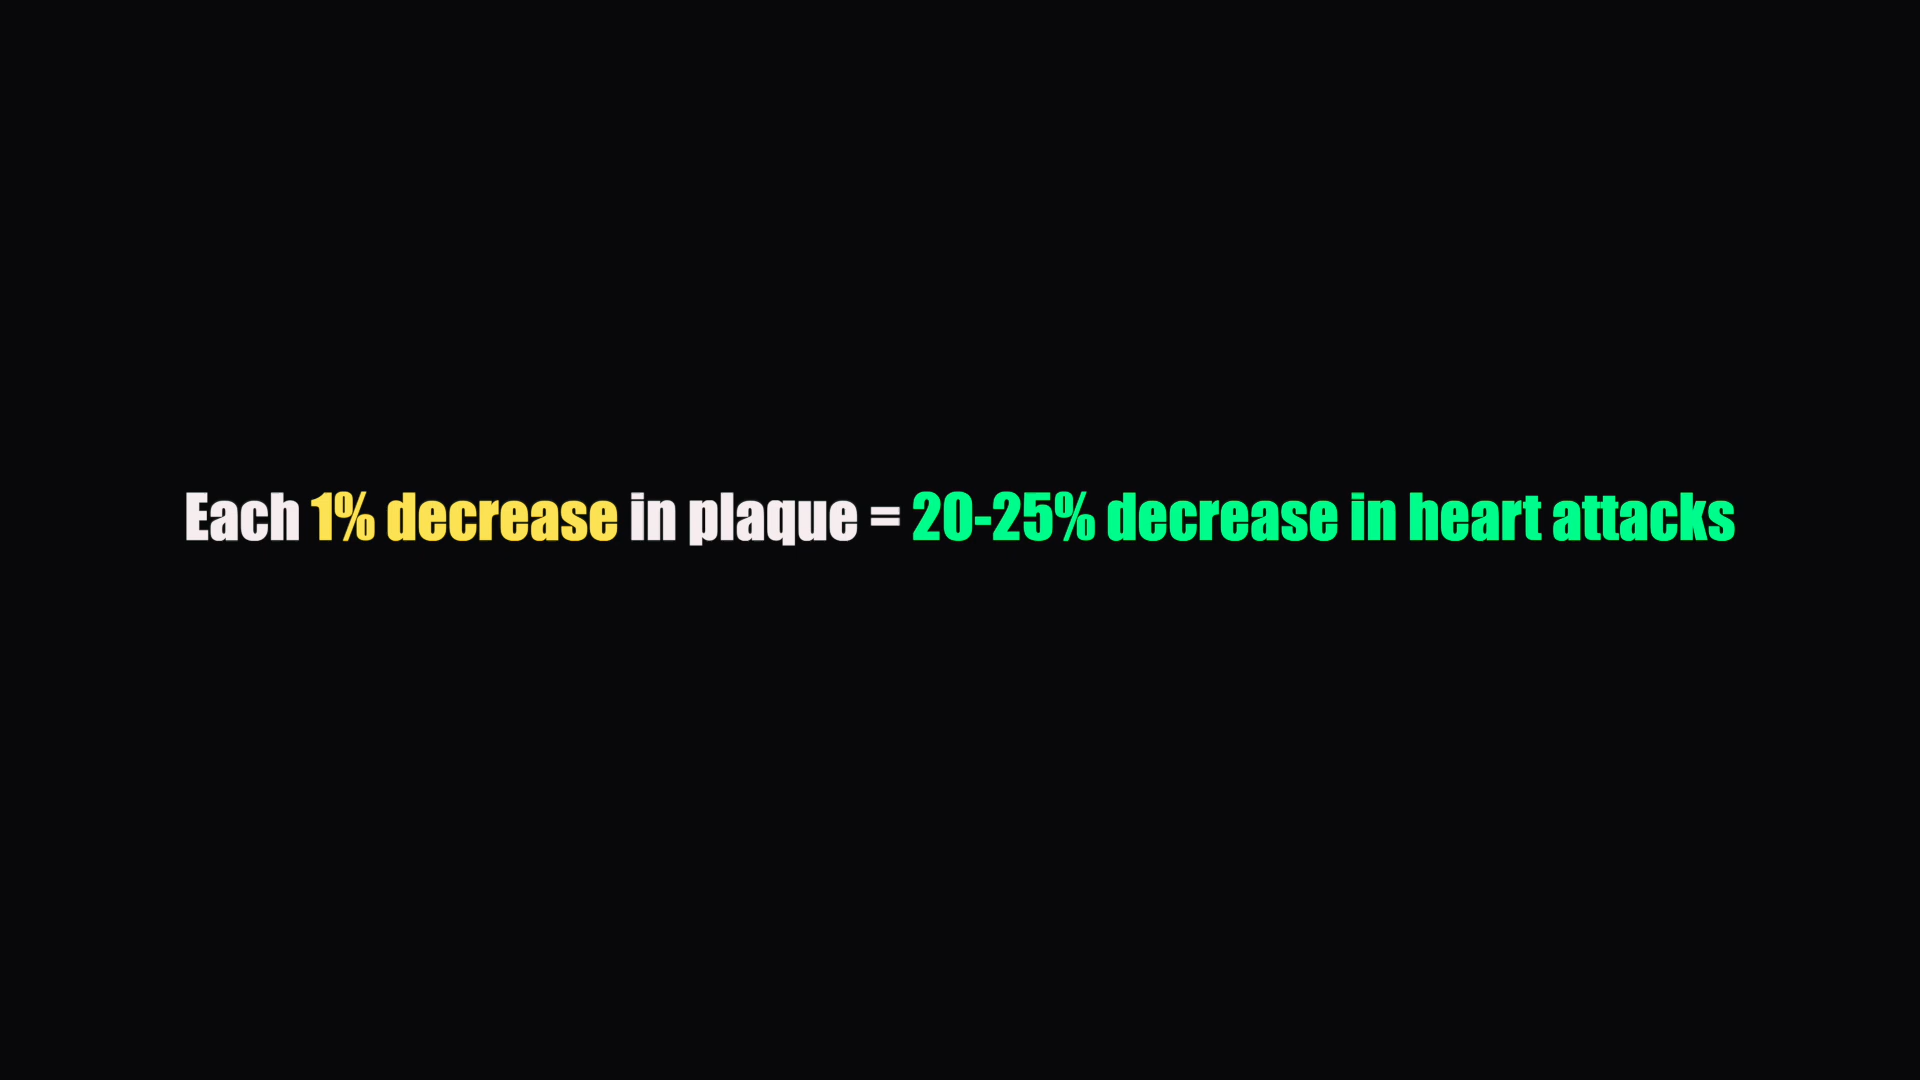 Each 1% decrease in plaque = 20-25% decrease in heart attacks